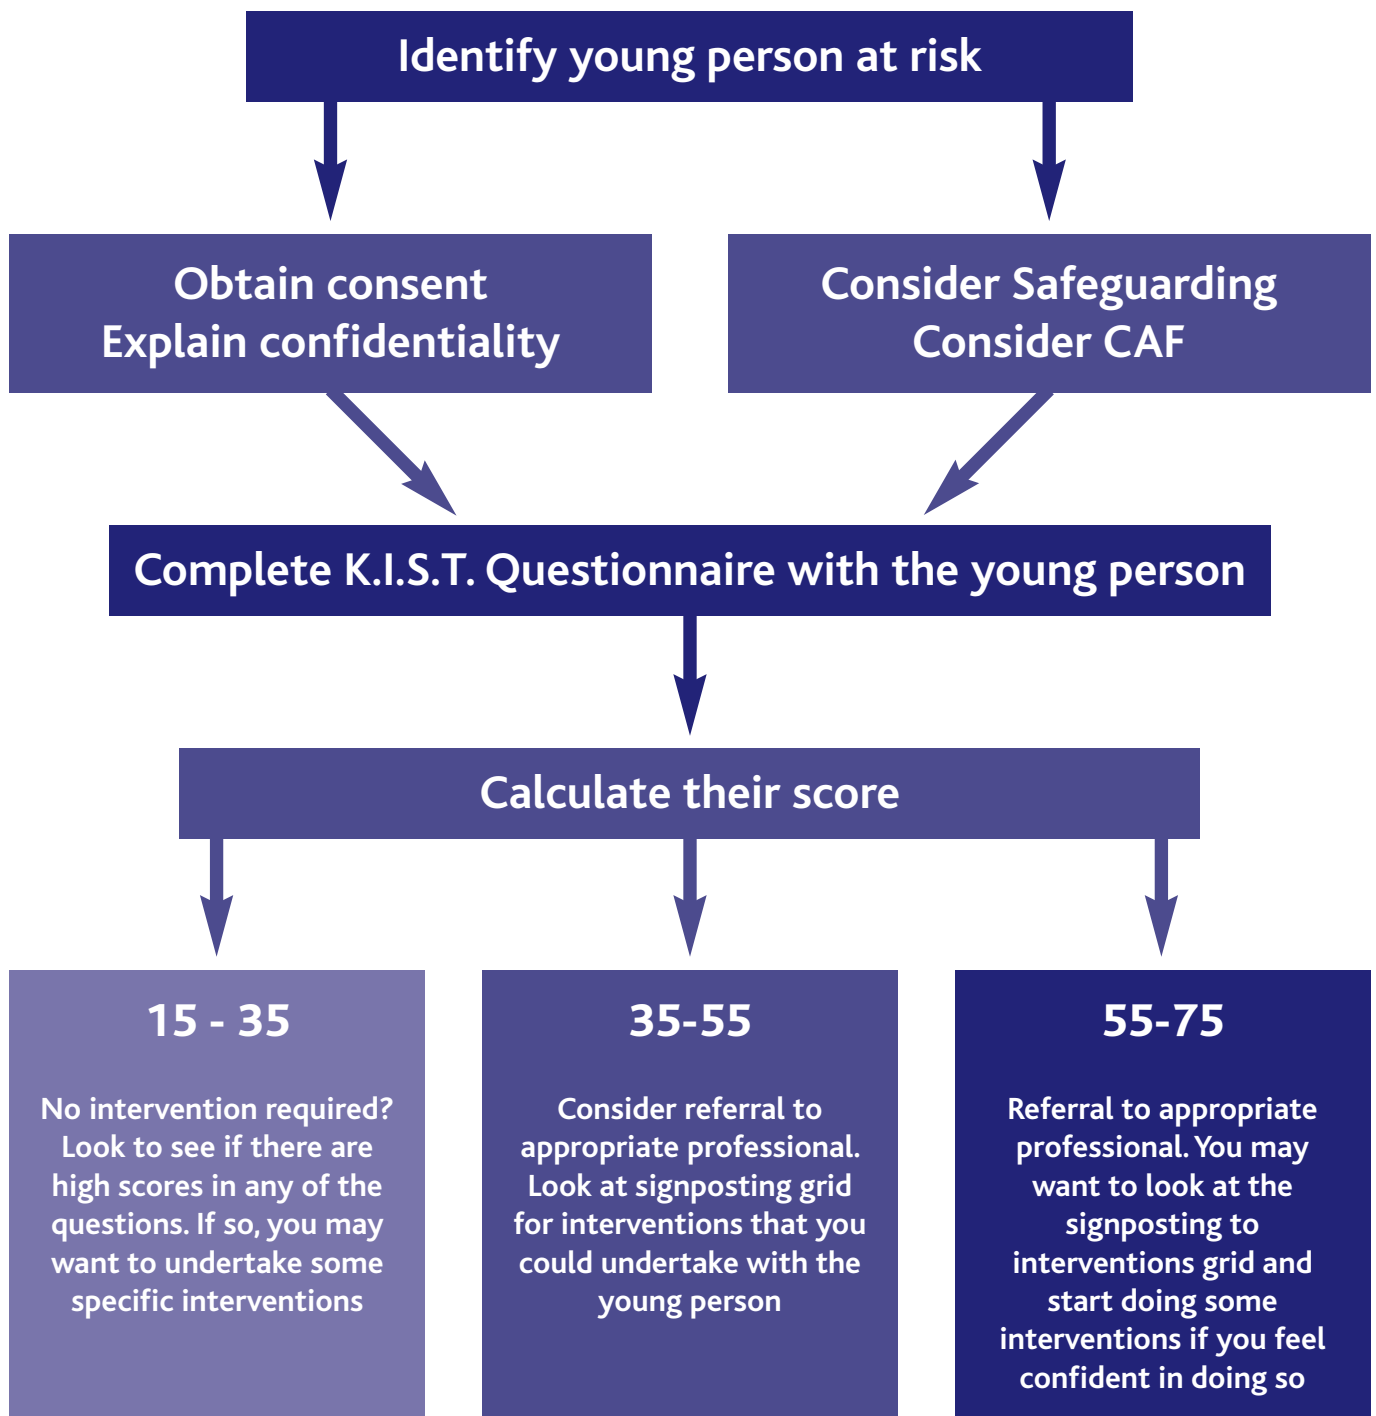 Identify young person at risk
Obtain consent
Explain confidentiality
Consider Safeguarding
Consider CAF
Complete K.I.S.T. Questionnaire with the young person
Calculate their score
15 - 35
No intervention required?
Look to see if there are
high scores in any of the
questions. If so, you may
want to undertake some
specific interventions
35-55
Consider referral to
appropriate professional.
Look at signposting grid
for interventions that you
could undertake with the
young person
55-75
Referral to appropriate
professional. You may
want to look at the
signposting to
interventions grid and
start doing some
interventions if you feel
confident in doing so